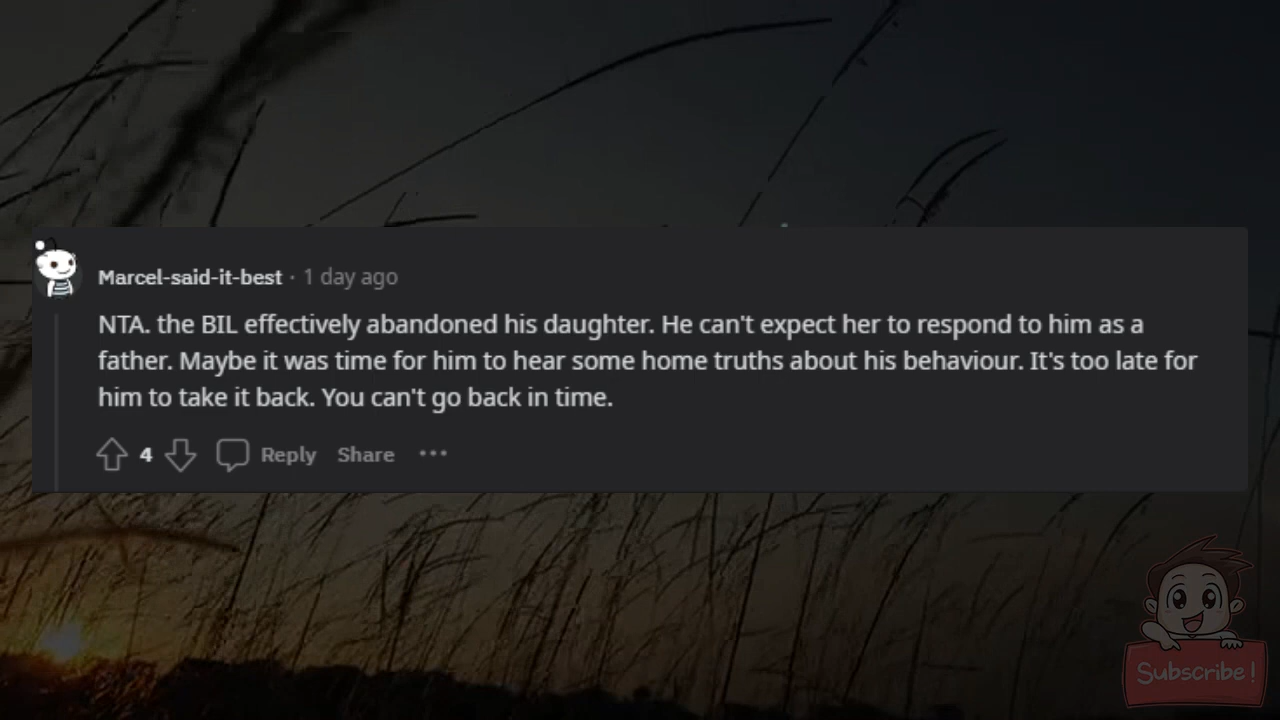 Marcel-said-it-best · 1 day ago
NTA. the BIL effectively abandoned his daughter. He can't expect her to respond to him as a
father. Maybe it was time for him to hear some home truths about his behaviour. It's too late for
him to take it back. You can't go back in time.
4 Reply Share ···
Subscribe!